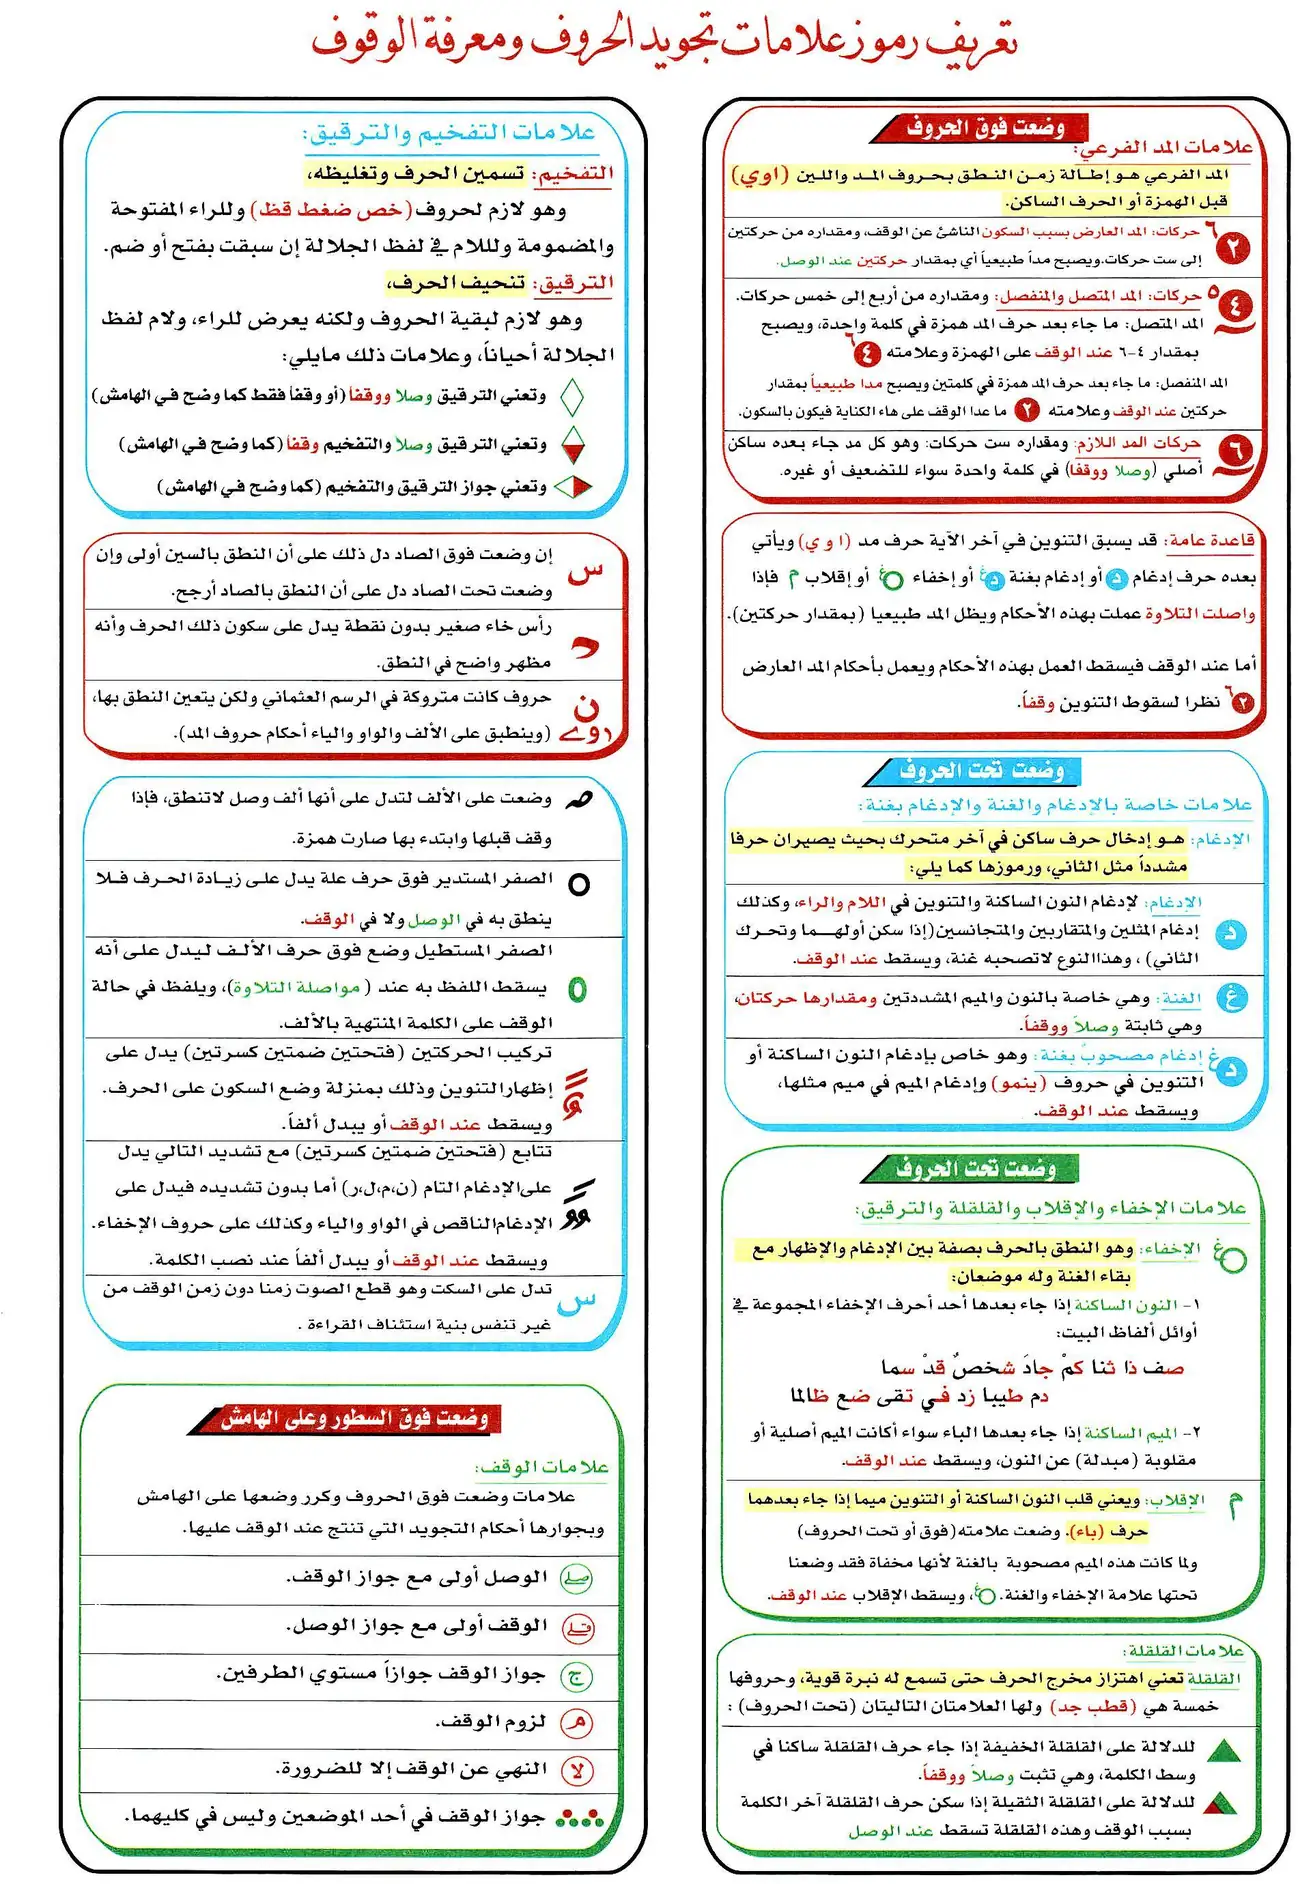 تعريف رموز علامات تجويد الحروف ومعرفة الوقوف
وضعت فوق الحروف
علامات المد الفرعي:
المد الفرعي هو إطالة زمن النطق بحروف المد واللين (اوي)
قبل الهمزة أو الحرف الساكن.
٢ ٦ حركات: المد العارض بسبب السكون الناشئ عن الوقف، ومقداره من حركتين
إلى ست حركات.ويصبح مداً طبيعياً أي بمقدار حركتين عند الوصل.
٤ ٥ حركات: المد المتصل والمنفصل: ومقداره من أربع إلى خمس حركات.
المد المتصل: ما جاء بعد حرف المد همزة في كلمة واحدة، ويصبح
بمقدار ٤-٦ عند الوقف على الهمزة وعلامته ٤ ٦
المد المنفصل: ما جاء بعد حرف المد همزة في كلمتين ويصبح مدا طبيعياً بمقدار
حركتين عند الوقف وعلامته ٢ ما عدا الوقف على هاء الكناية فيكون بالسكون.
٦ حركات المد اللازم: ومقداره ست حركات: وهو كل مد جاء بعده ساكن
أصلي (وصلا ووقفا) في كلمة واحدة سواء للتضعيف أو غيره.
قاعدة عامة: قد يسبق التنوين في آخر الآية حرف مد (ا و ي) ويأتي
بعده حرف إدغام د أو إدغام بغنة د غ أو إخفاء غ أو إقلاب م فإذا
واصلت التلاوة عملت بهذه الأحكام ويظل المد طبيعيا (بمقدار حركتين).
أما عند الوقف فيسقط العمل بهذه الأحكام ويعمل بأحكام المد العارض
٢ ٦ نظرا لسقوط التنوين وقفاً.
وضعت تحت الحروف
علامات خاصة بالإدغام والغنة والإدغام بغنة:
الإدغام: هو إدخال حرف ساكن في آخر متحرك بحيث يصيران حرفا
مشدداً مثل الثاني، ورموزها كما يلي:
الإدغام: لإدغام النون الساكنة والتنوين في اللام والراء، وكذلك
د إدغام المثلين والمتقاربين والمتجانسين(إذا سكن أولهما وتحرك
الثاني) ، وهذاالنوع لاتصحبه غنة، ويسقط عند الوقف.
غ الغنة: وهي خاصة بالنون والميم المشددتين ومقدارها حركتان،
وهي ثابتة وصلاً ووقفاً.
د غ إدغام مصحوبٌ بغنة: وهو خاص بإدغام النون الساكنة أو
التنوين في حروف (ينمو) وإدغام الميم في ميم مثلها،
ويسقط عند الوقف.
وضعت تحت الحروف
علامات الإخفاء والإقلاب والقلقلة والترقيق:
غ الإخفاء: وهو النطق بالحرف بصفة بين الإدغام والإظهار مع
بقاء الغنة وله موضعان:
١- النون الساكنة إذا جاء بعدها أحد أحرف الإخفاء المجموعة في
أوائل ألفاظ البيت:
صف ذا ثنا كمْ جادَ شخصٌ قدْ سما
دم طيبا زد في تقى ضع ظالما
٢- الميم الساكنة إذا جاء بعدها الباء سواء أكانت الميم أصلية أو
مقلوبة (مبدلة) عن النون، ويسقط عند الوقف.
م الإقلاب: ويعني قلب النون الساكنة أو التنوين ميما إذا جاء بعدهما
حرف (باء). وضعت علامته(فوق أو تحت الحروف)
ولما كانت هذه الميم مصحوبة بالغنة لأنها مخفاة فقد وضعنا
تحتها علامة الإخفاء والغنة. غ، ويسقط الإقلاب عند الوقف.
علامات القلقلة:
القلقلة تعني اهتزاز مخرج الحرف حتى تسمع له نبرة قوية، وحروفها
خمسة هي (قطب جد) ولها العلامتان التاليتان (تحت الحروف) :
للدلالة على القلقلة الخفيفة إذا جاء حرف القلقلة ساكنا في
وسط الكلمة، وهي تثبت وصلاً ووقفاً.
للدلالة على القلقلة الثقيلة إذا سكن حرف القلقلة آخر الكلمة
بسبب الوقف وهذه القلقلة تسقط عند الوصل
علامات التفخيم والترقيق:
التفخيم: تسمين الحرف وتغليظه،
وهو لازم لحروف (خص ضغط قظ) وللراء المفتوحة
والمضمومة ولللام في لفظ الجلالة إن سبقت بفتح أو ضم.
الترقيق: تنحيف الحرف،
وهو لازم لبقية الحروف ولكنه يعرض للراء، ولام لفظ
الجلالة أحياناً، وعلامات ذلك مايلي:
وتعني الترقيق وصلا ووقفاً (أو وقفاً فقط كما وضح في الهامش)
وتعني الترقيق وصلاً والتفخيم وقفاً (كما وضح في الهامش)
وتعني جواز الترقيق والتفخيم (كما وضح في الهامش)
س إن وضعت فوق الصاد دل ذلك على أن النطق بالسين أولى وإن
وضعت تحت الصاد دل على أن النطق بالصاد أرجح.
رأس خاء صغير بدون نقطة يدل على سكون ذلك الحرف وأنه
مظهر واضح في النطق.
ن حروف كانت متروكة في الرسم العثماني ولكن يتعين النطق بها،
(وينطبق على الألف والواو والياء أحكام حروف المد).
صـ وضعت على الألف لتدل على أنها ألف وصل لاتنطق، فإذا
وقف قبلها وابتدء بها صارت همزة.
الصفر المستدير فوق حرف علة يدل على زيادة الحرف فلا
ينطق به في الوصل ولا في الوقف.
الصفر المستطيل وضع فوق حرف الألف ليدل على أنه
يسقط اللفظ به عند (مواصلة التلاوة)، ويلفظ في حالة
الوقف على الكلمة المنتهية بالألف.
تركيب الحركتين (فتحتين ضمتين كسرتين) يدل على
إظهارالتنوين وذلك بمنزلة وضع السكون على الحرف.
ويسقط عند الوقف أو يبدل ألفاً.
تتابع (فتحتين ضمتين كسرتين) مع تشديد التالي يدل
على الإدغام التام (ن،م،ل،ر) أما بدون تشديده فيدل على
الإدغام الناقص في الواو والياء وكذلك على حروف الإخفاء.
ويسقط عند الوقف أو يبدل ألفاً عند نصب الكلمة.
س تدل على السكت وهو قطع الصوت زمنا دون زمن الوقف من
غير تنفس بنية استئناف القراءة .
وضعت فوق السطور وعلى الهامش
علامات الوقف:
علامات وضعت فوق الحروف وكرر وضعها على الهامش
وبجوارها أحكام التجويد التي تنتج عند الوقف عليها.
صلے الوصل أولى مع جواز الوقف.
قلے الوقف أولى مع جواز الوصل.
ج جواز الوقف جوازاً مستوي الطرفين.
م لزوم الوقف.
لا النهي عن الوقف إلا للضرورة.
جواز الوقف في أحد الموضعين وليس في كليهما.